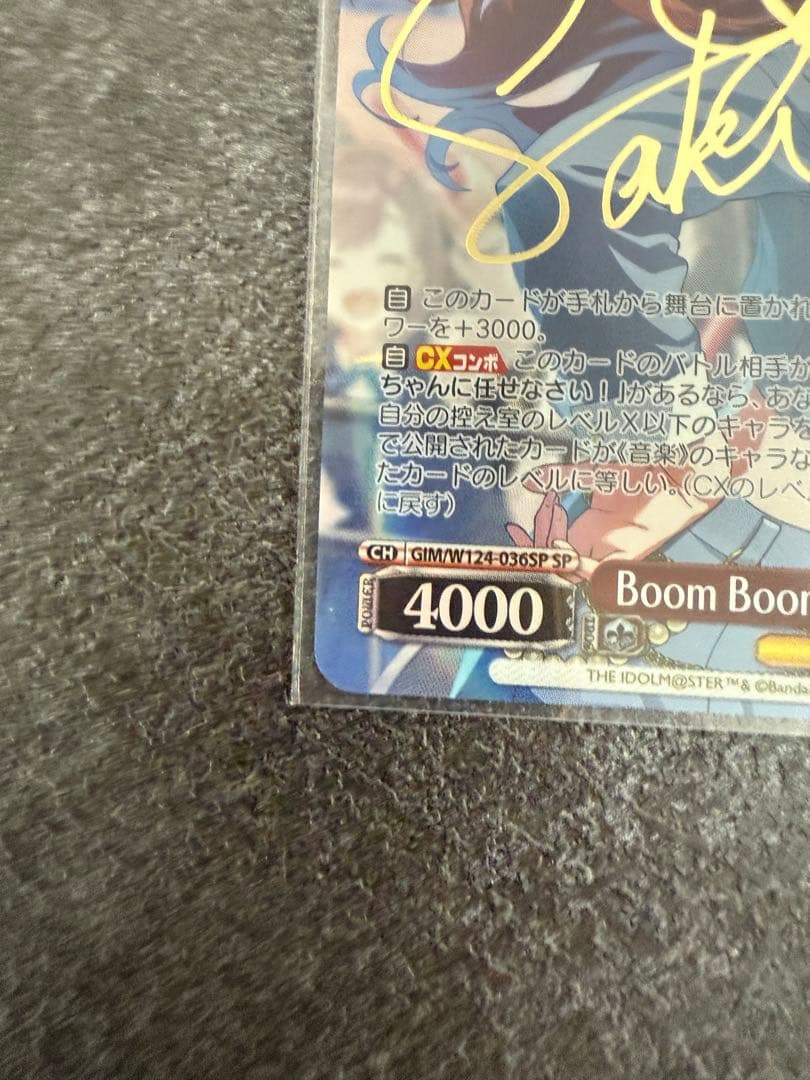 Saki
自 このカードが手札から舞台に置かれ
ワーを+3000。
自 CXコンボ このカードのバトル相手が
ちゃんに任せなさい!」があるなら、あな
自分の控え室のレベルX以下のキャラを
で公開されたカードが《音楽》のキャラな
たカードのレベルに等しい。(CXのレベ
に戻す)
CH GIM/W124-036SP SP
POWER 4000 SOUL Boom Boom
THE IDOLM@STER™& ©Banda